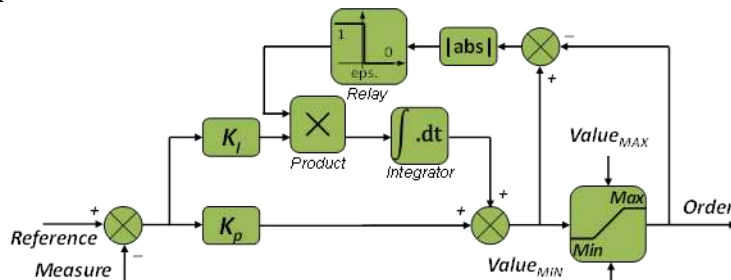 1
0
eps.
Relay
|abs|
−
+
K_I
×
Product
∫ .dt
Integrator
Value_MAX
+
−
Reference
Measure
K_p
+
+
Max
Min
Order
Value_MIN